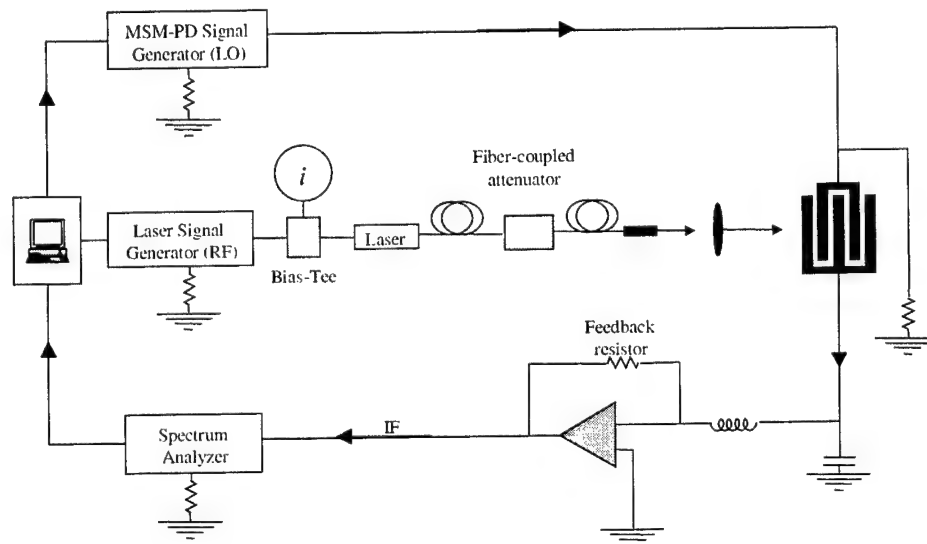 MSM-PD Signal
Generator (LO)
i
Fiber-coupled
attenuator
Laser Signal
Generator (RF)
Laser
Bias-Tee
Feedback
resistor
IF
Spectrum
Analyzer